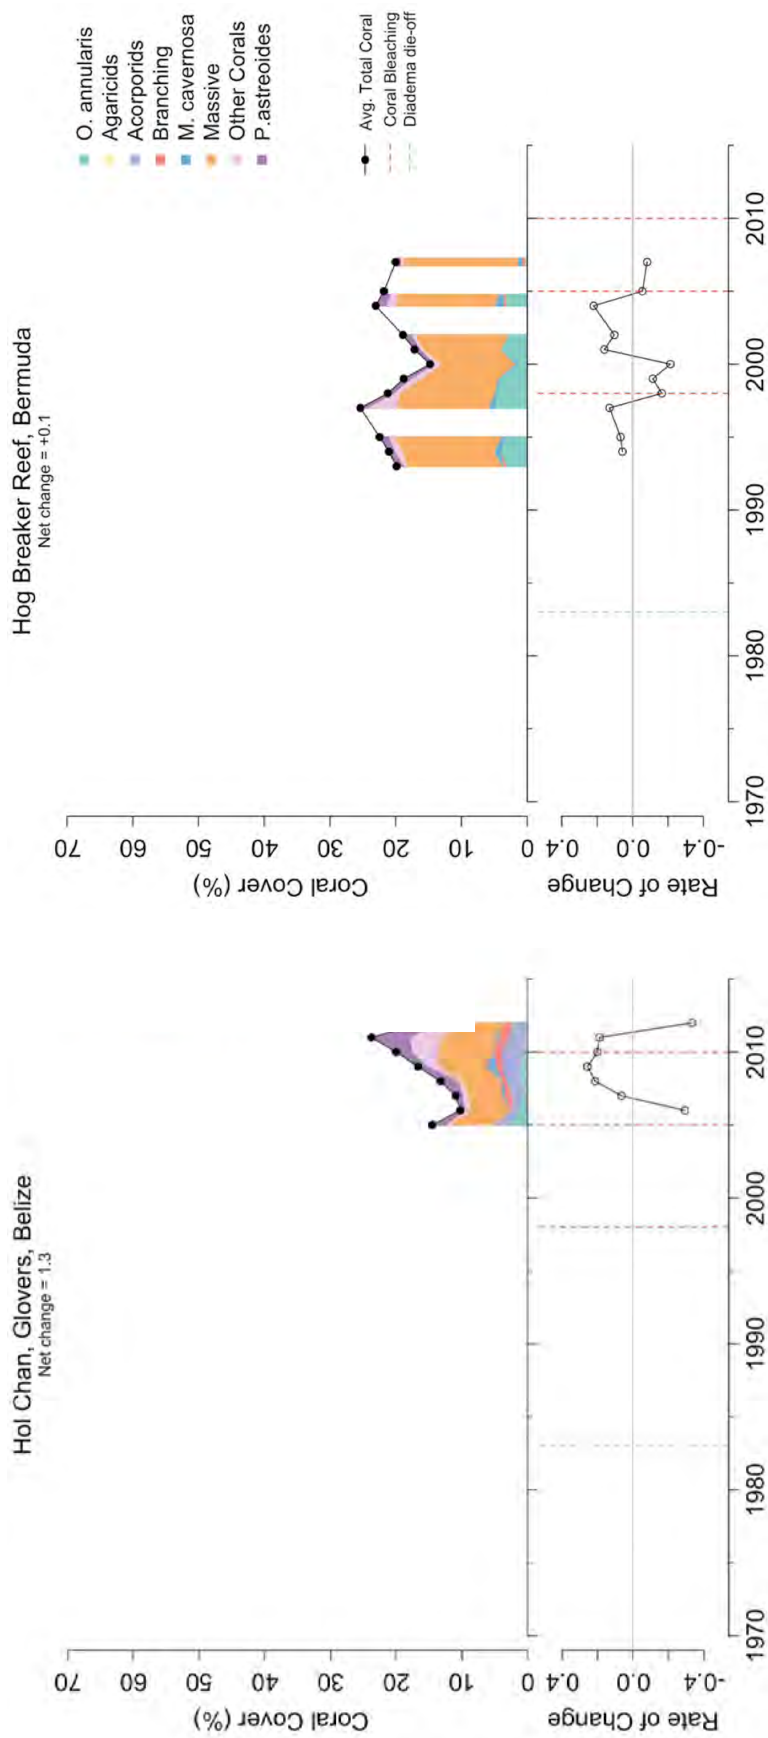 Hol Chan, Glovers, Belize
Net change = 1.3
Coral Cover (%)
70
60
50
40
30
20
10
0
Rate of Change
0.4
0.0
-0.4
1970
1980
1990
2000
2010
Hog Breaker Reef, Bermuda
Net change = +0.1
Coral Cover (%)
70
60
50
40
30
20
10
0
Rate of Change
0.4
0.0
-0.4
1970
1980
1990
2000
2010
O. annularis
Agaricids
Acorporids
Branching
M. cavernosa
Massive
Other Corals
P.astreoides
Avg. Total Coral
Coral Bleaching
Diadema die-off